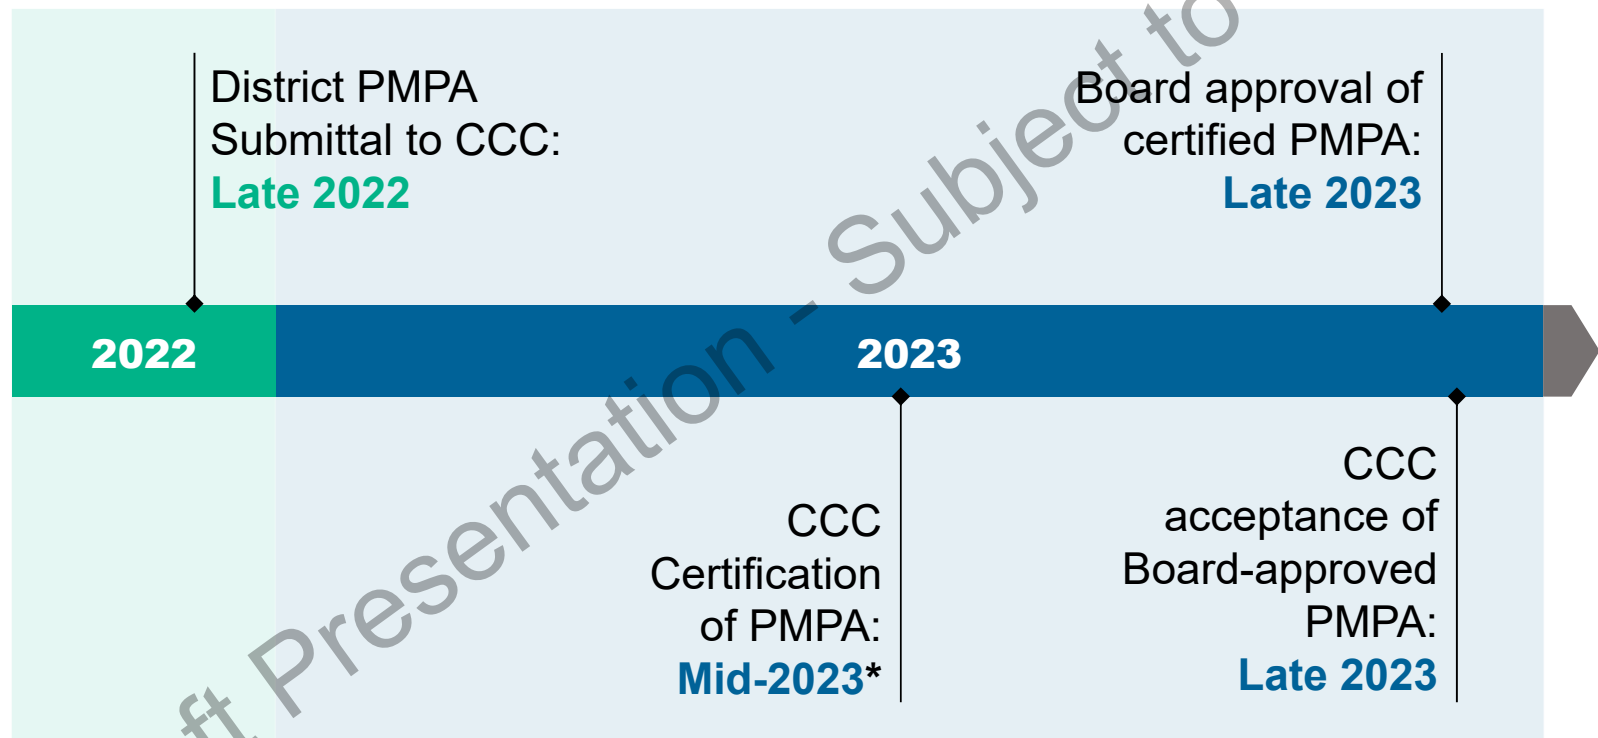 District PMPA
Submittal to CCC:
Late 2022
Board approval of
certified PMPA:
Late 2023
2022
2023
CCC
Certification
of PMPA:
Mid-2023*
CCC
acceptance of
Board-approved
PMPA:
Late 2023
Presentation - Subject to